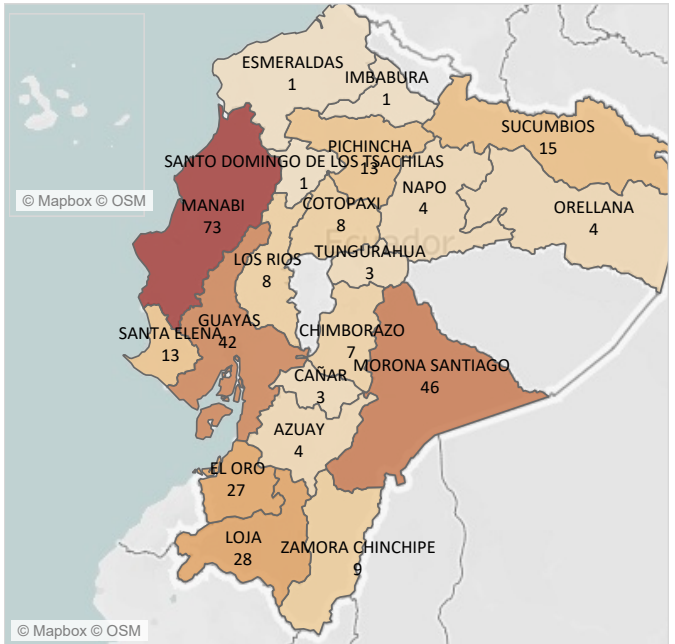 ESMERALDAS
1
IMBABURA
1
SUCUMBIOS
15
PICHINCHA
13
SANTO DOMINGO DE LOS TSACHILAS
1
NAPO
4
© Mapbox © OSM
MANABI
73
COTOPAXI
8
ORELLANA
4
Ecuador
TUNGURAHUA
3
LOS RIOS
8
GUAYAS
42
SANTA ELENA
13
CHIMBORAZO
7
MORONA SANTIAGO
46
CAÑAR
3
AZUAY
4
EL ORO
27
LOJA
28
ZAMORA CHINCHIPE
9
© Mapbox © OSM